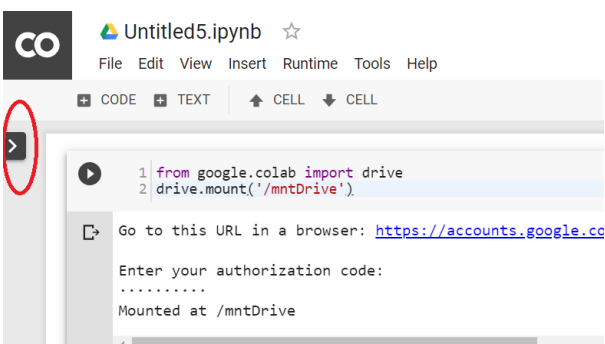 CO
Untitled5.ipynb
File Edit View Insert Runtime Tools Help
CODE TEXT CELL CELL
1 from google.colab import drive
2 drive.mount('/mntDrive')
Go to this URL in a browser: https://accounts.google.co
Enter your authorization code:
..........
Mounted at /mntDrive